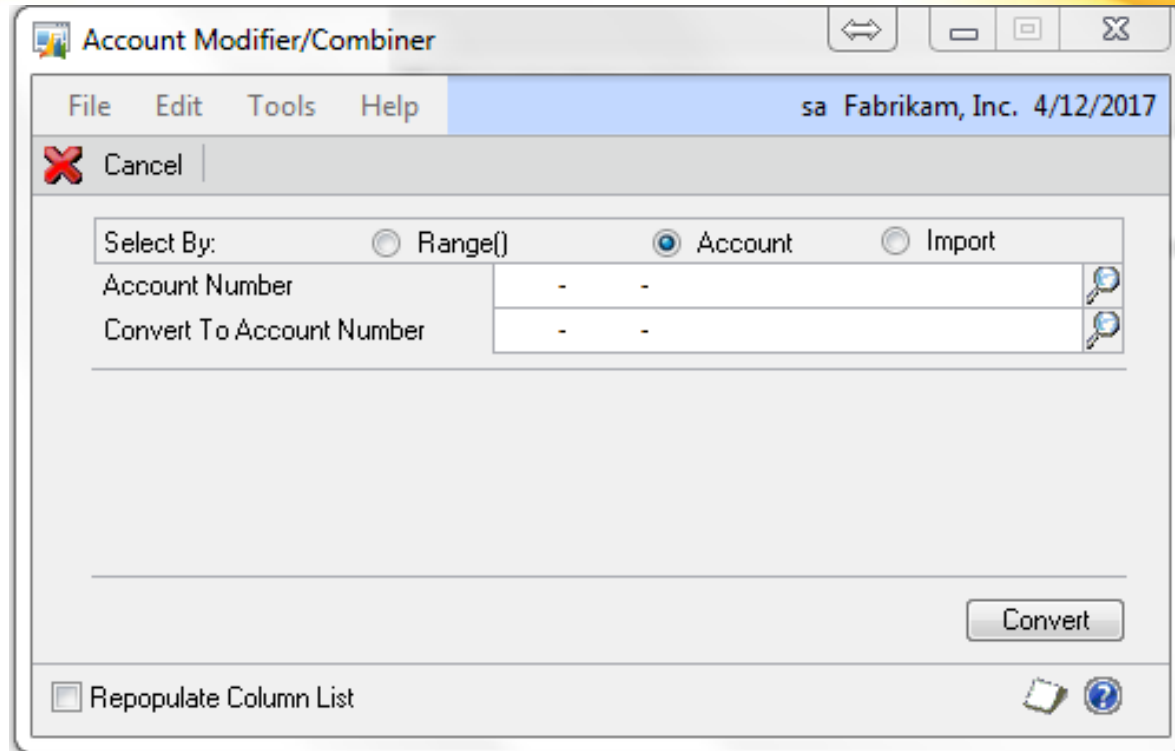 Account Modifier/Combiner
File Edit Tools Help sa Fabrikam, Inc. 4/12/2017
Cancel
Select By: Range() Account Import
Account Number - -
Convert To Account Number - -
Convert
Repopulate Column List